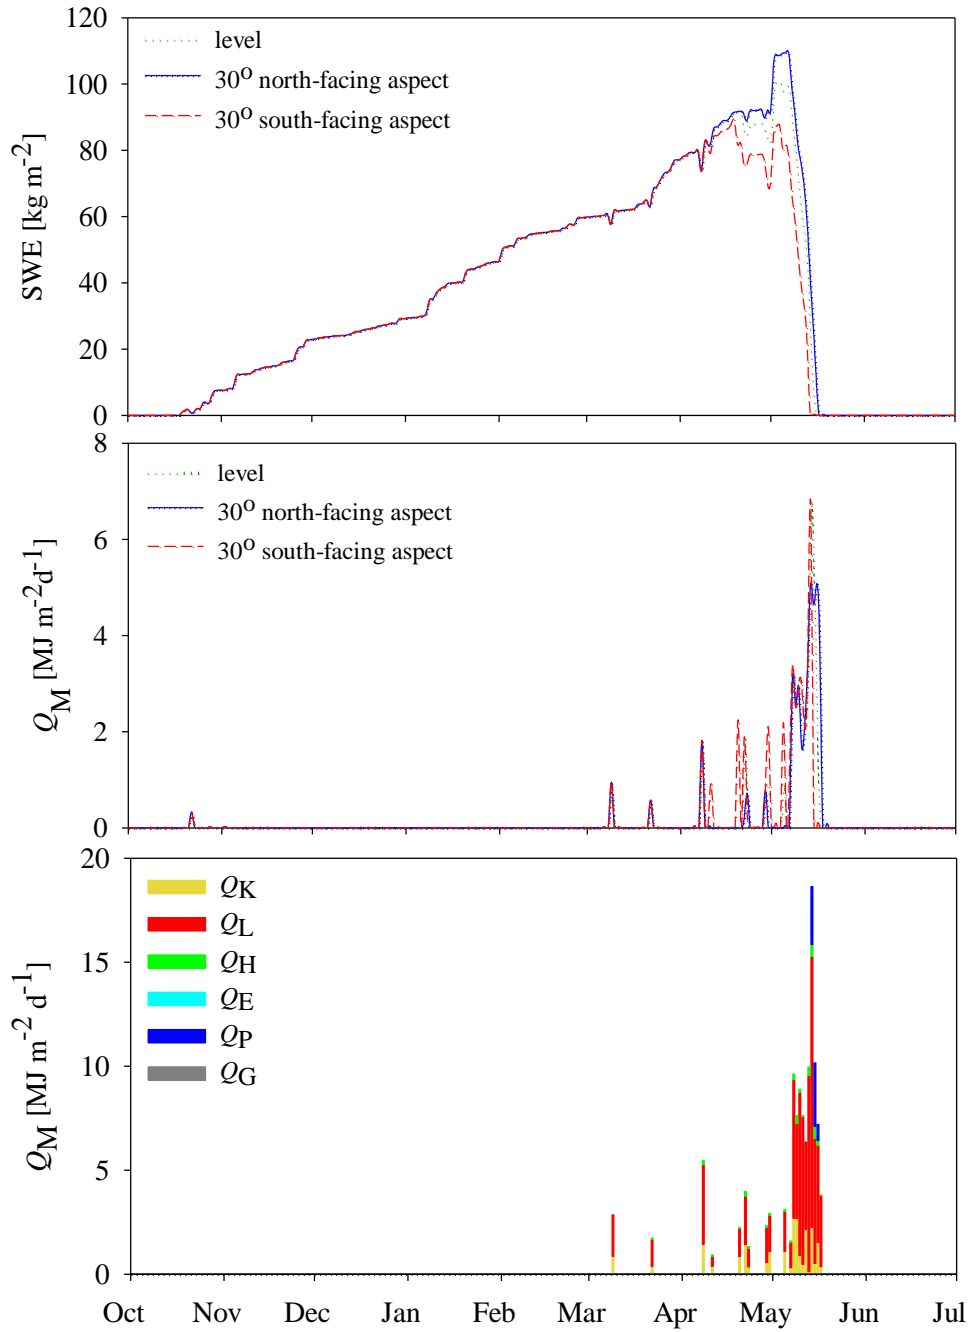 120
100
80
60
40
20
0
SWE [kg m-2]
level
30o north-facing aspect
30o south-facing aspect
8
6
4
2
0
QM [MJ m-2d-1]
level
30o north-facing aspect
30o south-facing aspect
20
15
10
5
0
QM [MJ m-2 d-1]
QK
QL
QH
QE
QP
QG
Oct Nov Dec Jan Feb Mar Apr May Jun Jul